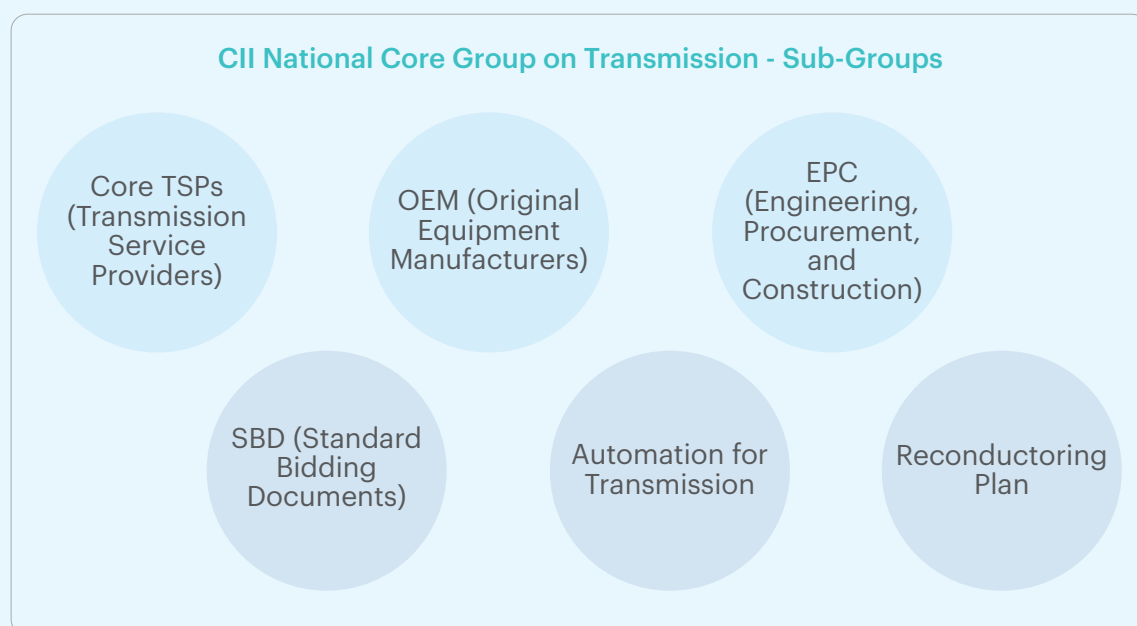 CII National Core Group on Transmission - Sub-Groups
Core TSPs
(Transmission
Service
Providers)
OEM (Original
Equipment
Manufacturers)
EPC
(Engineering,
Procurement,
and
Construction)
SBD (Standard
Bidding
Documents)
Automation for
Transmission
Reconductoring
Plan